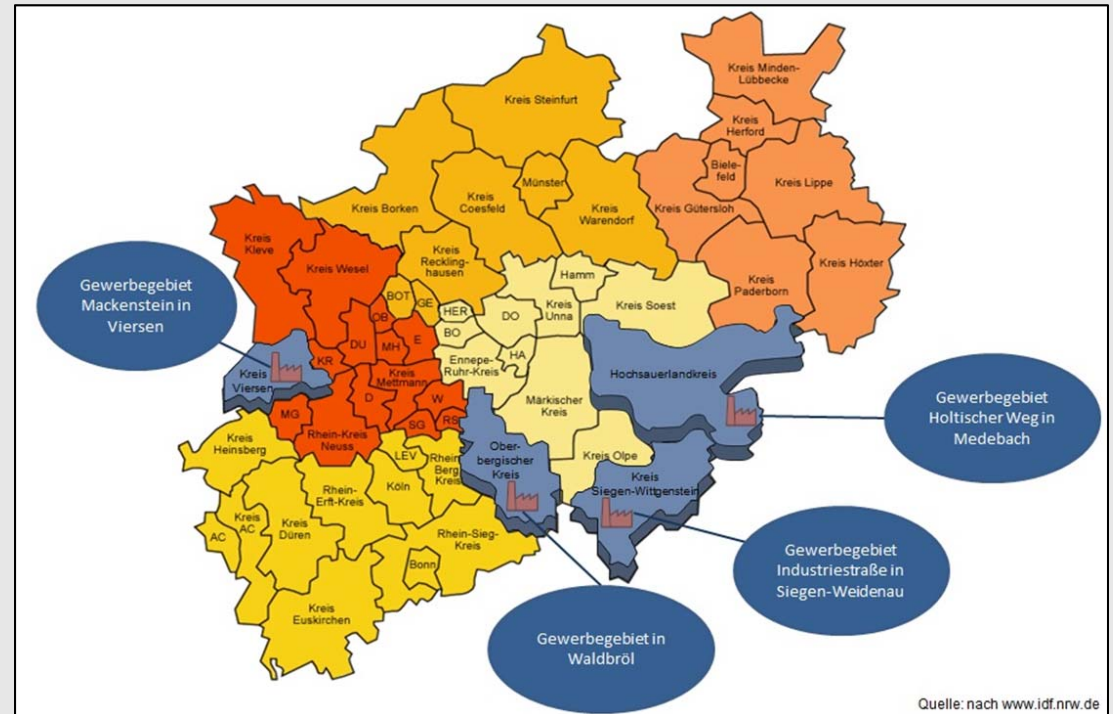 Kreis Minden-
Lübbecke
Kreis Steinfurt
Kreis
Herford
Biele-
feld
Kreis Lippe
Münster
Kreis Borken
Kreis
Coesfeld
Kreis
Warendorf
Kreis Gütersloh
Kreis
Kleve
Kreis
Reckling-
hausen
Kreis Wesel
Hamm
Kreis
Paderborn
Kreis Höxter
Gewerbegebiet
Mackenstein in
Viersen
BOT
GE
HER
DO
Kreis
Unna
Kreis Soest
OB
BO
DU
MH
E
KR
Kreis
Viersen
Kreis
Mettmann
Ennepe-
Ruhr-Kreis
HA
Hochsauerlandkreis
Märkischer
Kreis
D
W
MG
SG
RS
Rhein-Kreis
Neuss
Gewerbegebiet
Holtischer Weg in
Medebach
Kreis
Heinsberg
LEV
Rhein
Berg
Kreis
Ober-
bergischer
Kreis
Kreis Olpe
Köln
Rhein-
Erft-Kreis
Kreis
Siegen-Wittgenstein
AC
Kreis
AC
Kreis
Düren
Rhein-Sieg-
Kreis
Bonn
Gewerbegebiet
Industriestraße in
Siegen-Weidenau
Kreis
Euskirchen
Gewerbegebiet in
Waldbröl
Quelle: nach www.idf.nrw.de